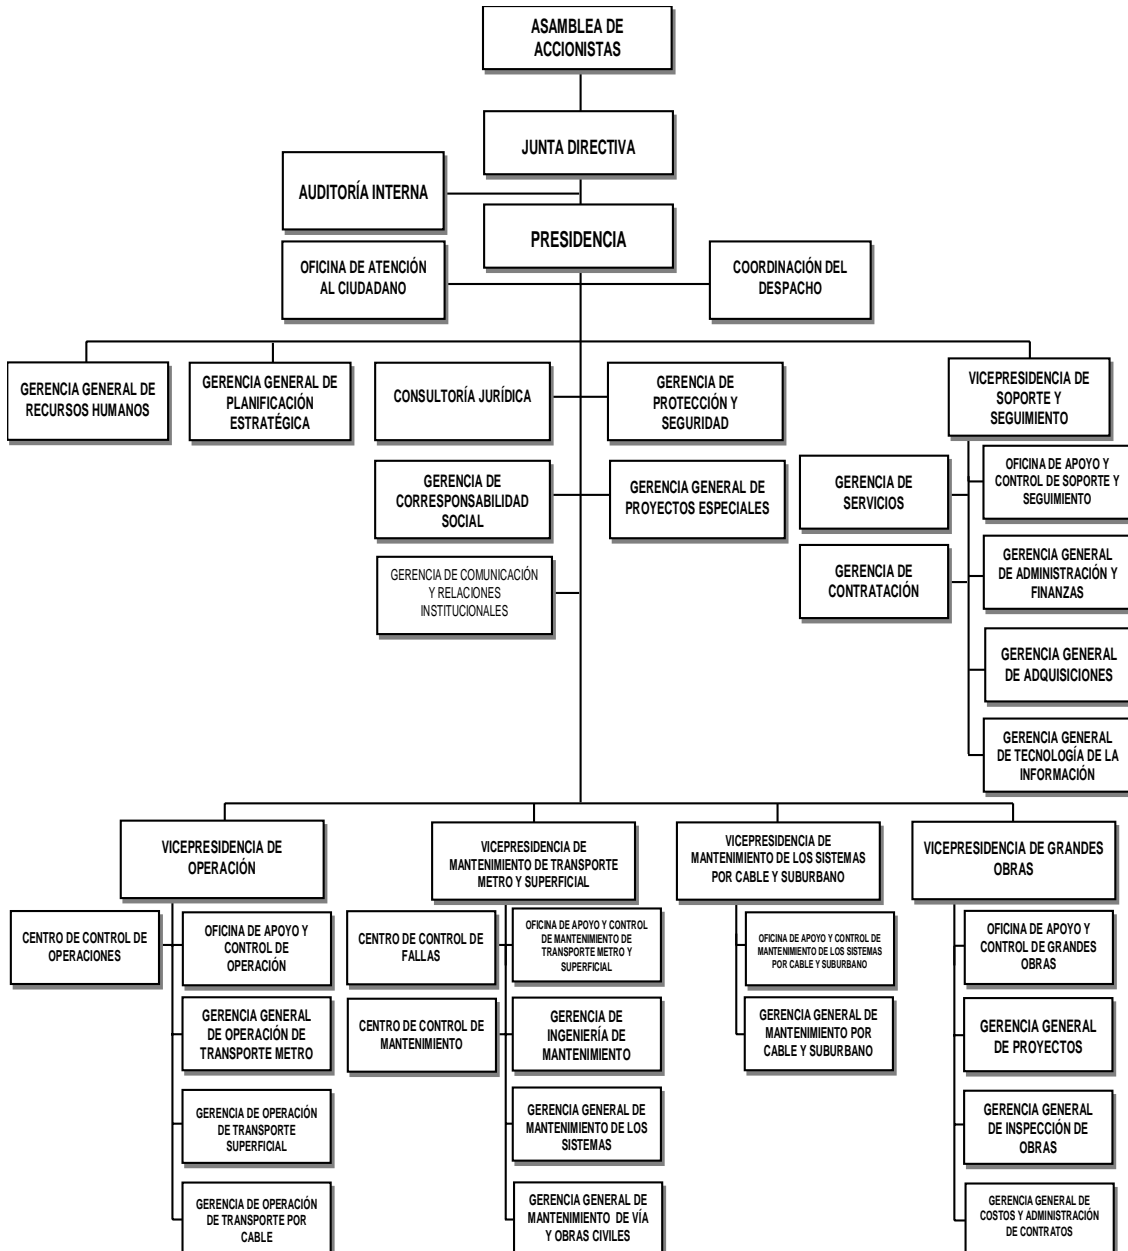 ASAMBLEA DE
ACCIONISTAS
JUNTA DIRECTIVA
AUDITORÍA INTERNA
PRESIDENCIA
OFICINA DE ATENCIÓN
AL CIUDADANO
COORDINACIÓN DEL
DESPACHO
GERENCIA GENERAL DE
RECURSOS HUMANOS
GERENCIA GENERAL DE
PLANIFICACIÓN
ESTRATÉGICA
CONSULTORÍA JURÍDICA
GERENCIA DE
PROTECCIÓN Y
SEGURIDAD
VICEPRESIDENCIA DE
SOPORTE Y
SEGUIMIENTO
GERENCIA DE
CORRESPONSABILIDAD
SOCIAL
GERENCIA GENERAL DE
PROYECTOS ESPECIALES
GERENCIA DE
SERVICIOS
OFICINA DE APOYO Y
CONTROL DE SOPORTE Y
SEGUIMIENTO
GERENCIA DE COMUNICACIÓN
Y RELACIONES
INSTITUCIONALES
GERENCIA DE
CONTRATACIÓN
GERENCIA GENERAL
DE ADMINISTRACIÓN Y
FINANZAS
GERENCIA GENERAL
DE ADQUISICIONES
GERENCIA GENERAL
DE TECNOLOGÍA DE LA
INFORMACIÓN
VICEPRESIDENCIA DE
OPERACIÓN
VICEPRESIDENCIA DE
MANTENIMIENTO DE TRANSPORTE
METRO Y SUPERFICIAL
VICEPRESIDENCIA DE
MANTENIMIENTO DE LOS SISTEMAS
POR CABLE Y SUBURBANO
VICEPRESIDENCIA DE GRANDES
OBRAS
CENTRO DE CONTROL DE
OPERACIONES
OFICINA DE APOYO Y
CONTROL DE
OPERACIÓN
CENTRO DE CONTROL DE
FALLAS
OFICINA DE APOYO Y CONTROL
DE MANTENIMIENTO DE
TRANSPORTE METRO Y
SUPERFICIAL
OFICINA DE APOYO Y CONTROL DE
MANTENIMIENTO DE LOS SISTEMAS
POR CABLE Y SUBURBANO
OFICINA DE APOYO Y
CONTROL DE GRANDES
OBRAS
GERENCIA GENERAL
DE OPERACIÓN DE
TRANSPORTE METRO
CENTRO DE CONTROL DE
MANTENIMIENTO
GERENCIA DE
INGENIERÍA DE
MANTENIMIENTO
GERENCIA GENERAL DE
MANTENIMIENTO POR
CABLE Y SUBURBANO
GERENCIA GENERAL
DE PROYECTOS
GERENCIA DE OPERACIÓN
DE TRANSPORTE
SUPERFICIAL
GERENCIA GENERAL DE
MANTENIMIENTO DE LOS
SISTEMAS
GERENCIA GENERAL
DE INSPECCIÓN DE
OBRAS
GERENCIA DE OPERACIÓN
DE TRANSPORTE POR
CABLE
GERENCIA GENERAL DE
MANTENIMIENTO DE VÍA
Y OBRAS CIVILES
GERENCIA GENERAL DE
COSTOS Y ADMINISTRACIÓN
DE CONTRATOS